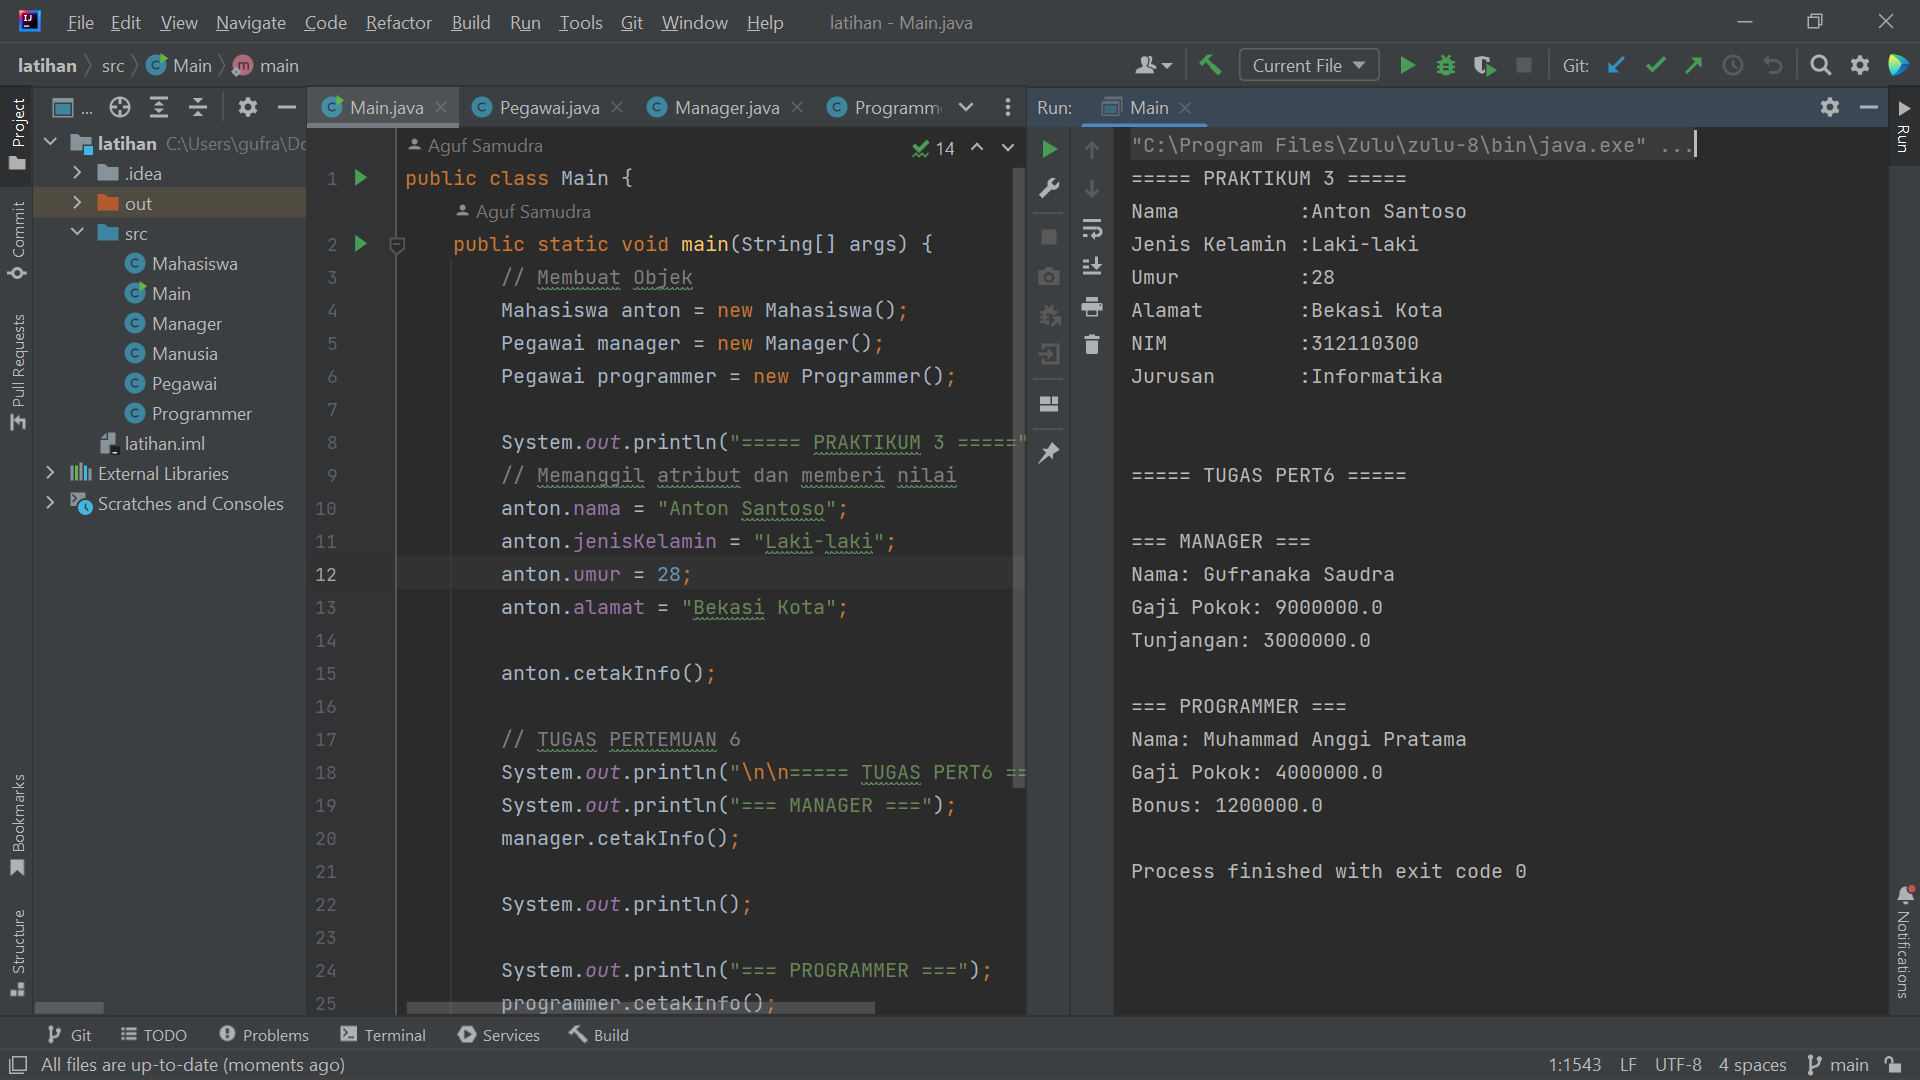 File Edit View Navigate Code Refactor Build Run Tools Git Window Help latihan - Main.java
latihan src Main main Current File Git:
Project
Commit
Pull Requests
Bookmarks
Structure
...
latihan C:\Users\gufra\Do
.idea
out
src
Mahasiswa
Main
Manager
Manusia
Pegawai
Programmer
latihan.iml
External Libraries
Scratches and Consoles
Main.java Pegawai.java Manager.java Programm
Aguf Samudra 14
1 public class Main {
Aguf Samudra
2 public static void main(String[] args) {
3 // Membuat Objek
4 Mahasiswa anton = new Mahasiswa();
5 Pegawai manager = new Manager();
6 Pegawai programmer = new Programmer();
7
8 System.out.println("===== PRAKTIKUM 3 ====="
9 // Memanggil atribut dan memberi nilai
10 anton.nama = "Anton Santoso";
11 anton.jenisKelamin = "Laki-laki";
12 anton.umur = 28;
13 anton.alamat = "Bekasi Kota";
14
15 anton.cetakInfo();
16
17 // TUGAS PERTEMUAN 6
18 System.out.println("\n\n===== TUGAS PERT6 ==
19 System.out.println("=== MANAGER ===");
20 manager.cetakInfo();
21
22 System.out.println();
23
24 System.out.println("=== PROGRAMMER ===");
25 programmer.cetakInfo();
Run: Main
"C:\Program Files\Zulu\zulu-8\bin\java.exe" ...
===== PRAKTIKUM 3 =====
Nama :Anton Santoso
Jenis Kelamin :Laki-laki
Umur :28
Alamat :Bekasi Kota
NIM :312110300
Jurusan :Informatika
===== TUGAS PERT6 =====
=== MANAGER ===
Nama: Gufranaka Saudra
Gaji Pokok: 9000000.0
Tunjangan: 3000000.0
=== PROGRAMMER ===
Nama: Muhammad Anggi Pratama
Gaji Pokok: 4000000.0
Bonus: 1200000.0
Process finished with exit code 0
Run
Notifications
Git TODO Problems Terminal Services Build
All files are up-to-date (moments ago) 1:1543 LF UTF-8 4 spaces main